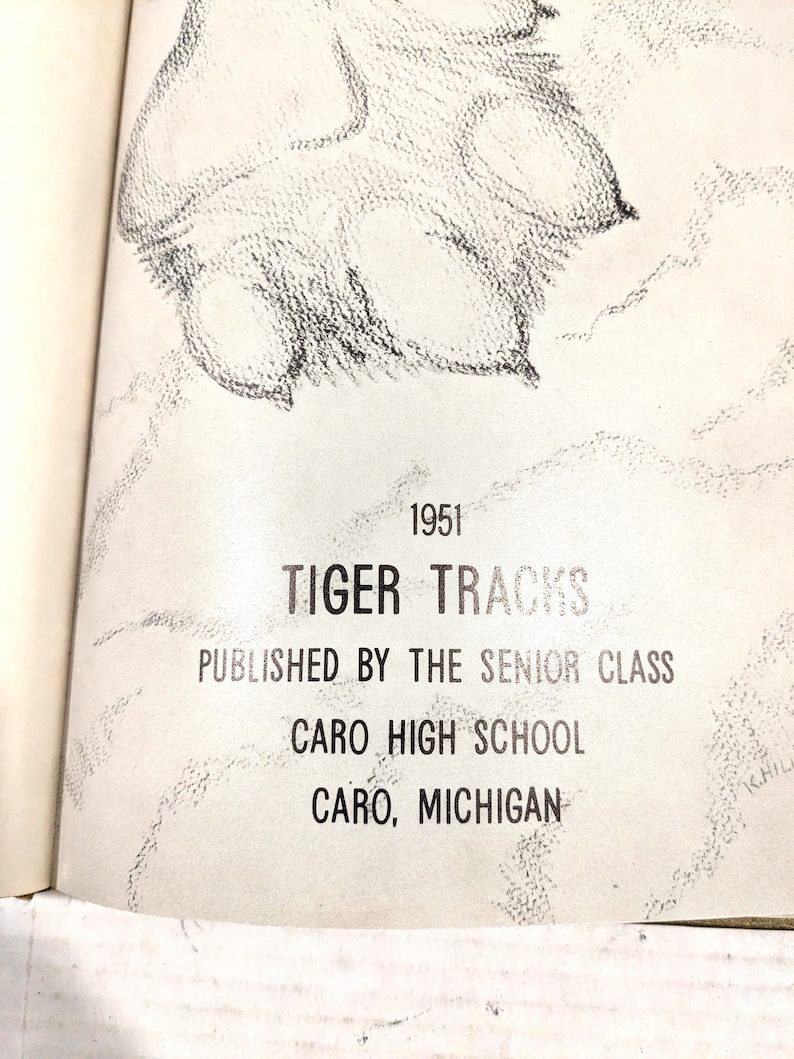 1951
TIGER TRACKS
PUBLISHED BY THE SENIOR CLASS
CARO HIGH SCHOOL
CARO, MICHIGAN